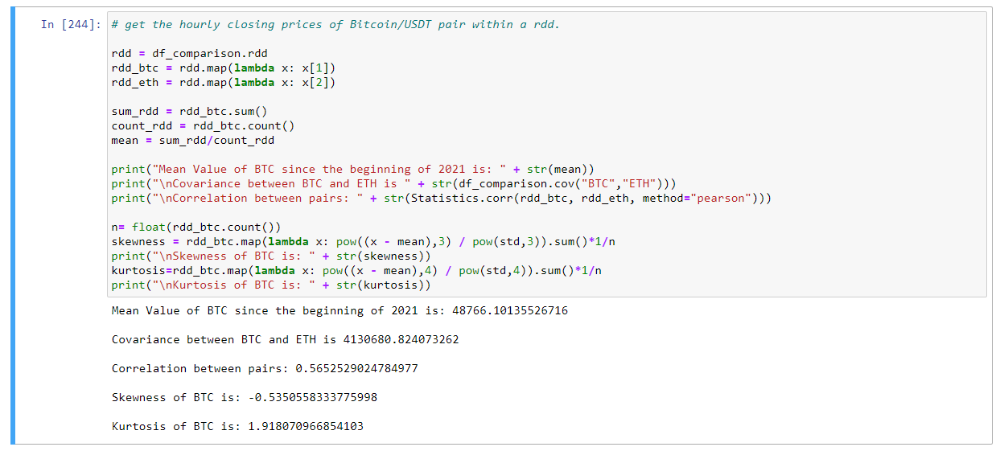 In [244]: # get the hourly closing prices of Bitcoin/USDT pair within a rdd.
rdd = df_comparison.rdd
rdd_btc = rdd.map(lambda x: x[1])
rdd_eth = rdd.map(lambda x: x[2])
sum_rdd = rdd_btc.sum()
count_rdd = rdd_btc.count()
mean = sum_rdd/count_rdd
print("Mean Value of BTC since the beginning of 2021 is: " + str(mean))
print("\nCovariance between BTC and ETH is " + str(df_comparison.cov("BTC","ETH")))
print("\nCorrelation between pairs: " + str(Statistics.corr(rdd_btc, rdd_eth, method="pearson")))
n= float(rdd_btc.count())
skewness = rdd_btc.map(lambda x: pow((x - mean),3) / pow(std,3)).sum()*1/n
print("\nSkewness of BTC is: " + str(skewness))
kurtosis=rdd_btc.map(lambda x: pow((x - mean),4) / pow(std,4)).sum()*1/n
print("\nKurtosis of BTC is: " + str(kurtosis))
Mean Value of BTC since the beginning of 2021 is: 48766.10135526716
Covariance between BTC and ETH is 4130680.824073262
Correlation between pairs: 0.5652529024784977
Skewness of BTC is: -0.5350558333775998
Kurtosis of BTC is: 1.918070966854103